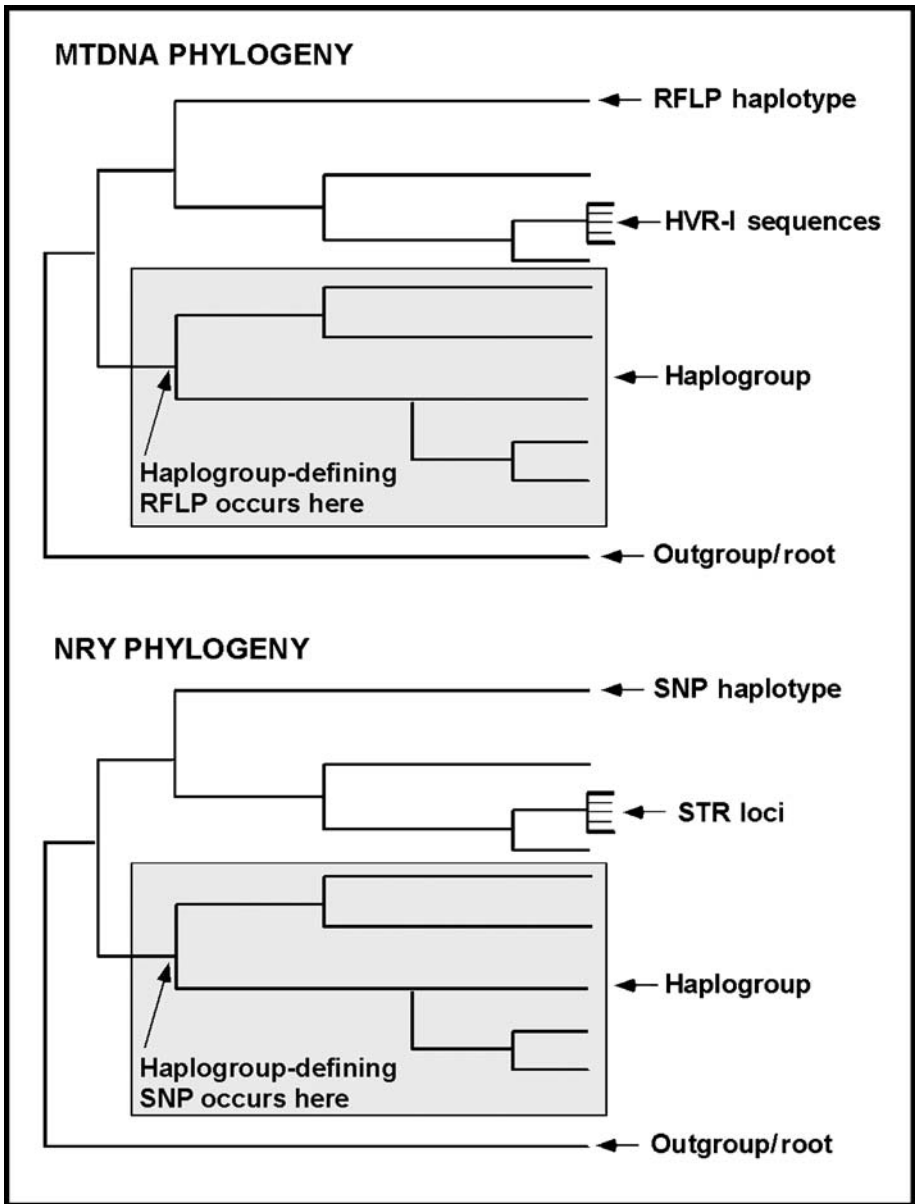 MTDNA PHYLOGENY
RFLP haplotype
HVR-I sequences
Haplogroup
Haplogroup-defining
RFLP occurs here
Outgroup/root
NRY PHYLOGENY
SNP haplotype
STR loci
Haplogroup
Haplogroup-defining
SNP occurs here
Outgroup/root